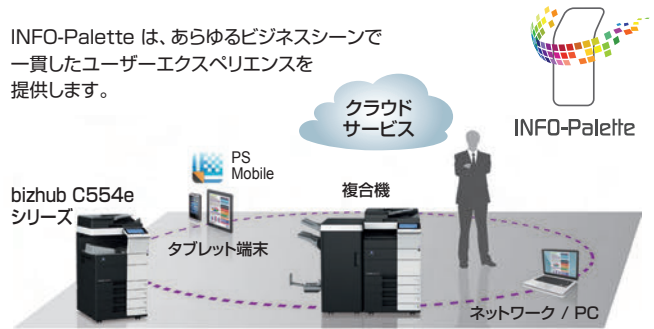 INFO-Palette は、あらゆるビジネスシーンで
一貫したユーザーエクスペリエンスを
提供します。
INFO-Palette
クラウド
サービス
PS
Mobile
複合機
bizhub C554e
シリーズ
タブレット端末
ネットワーク / PC